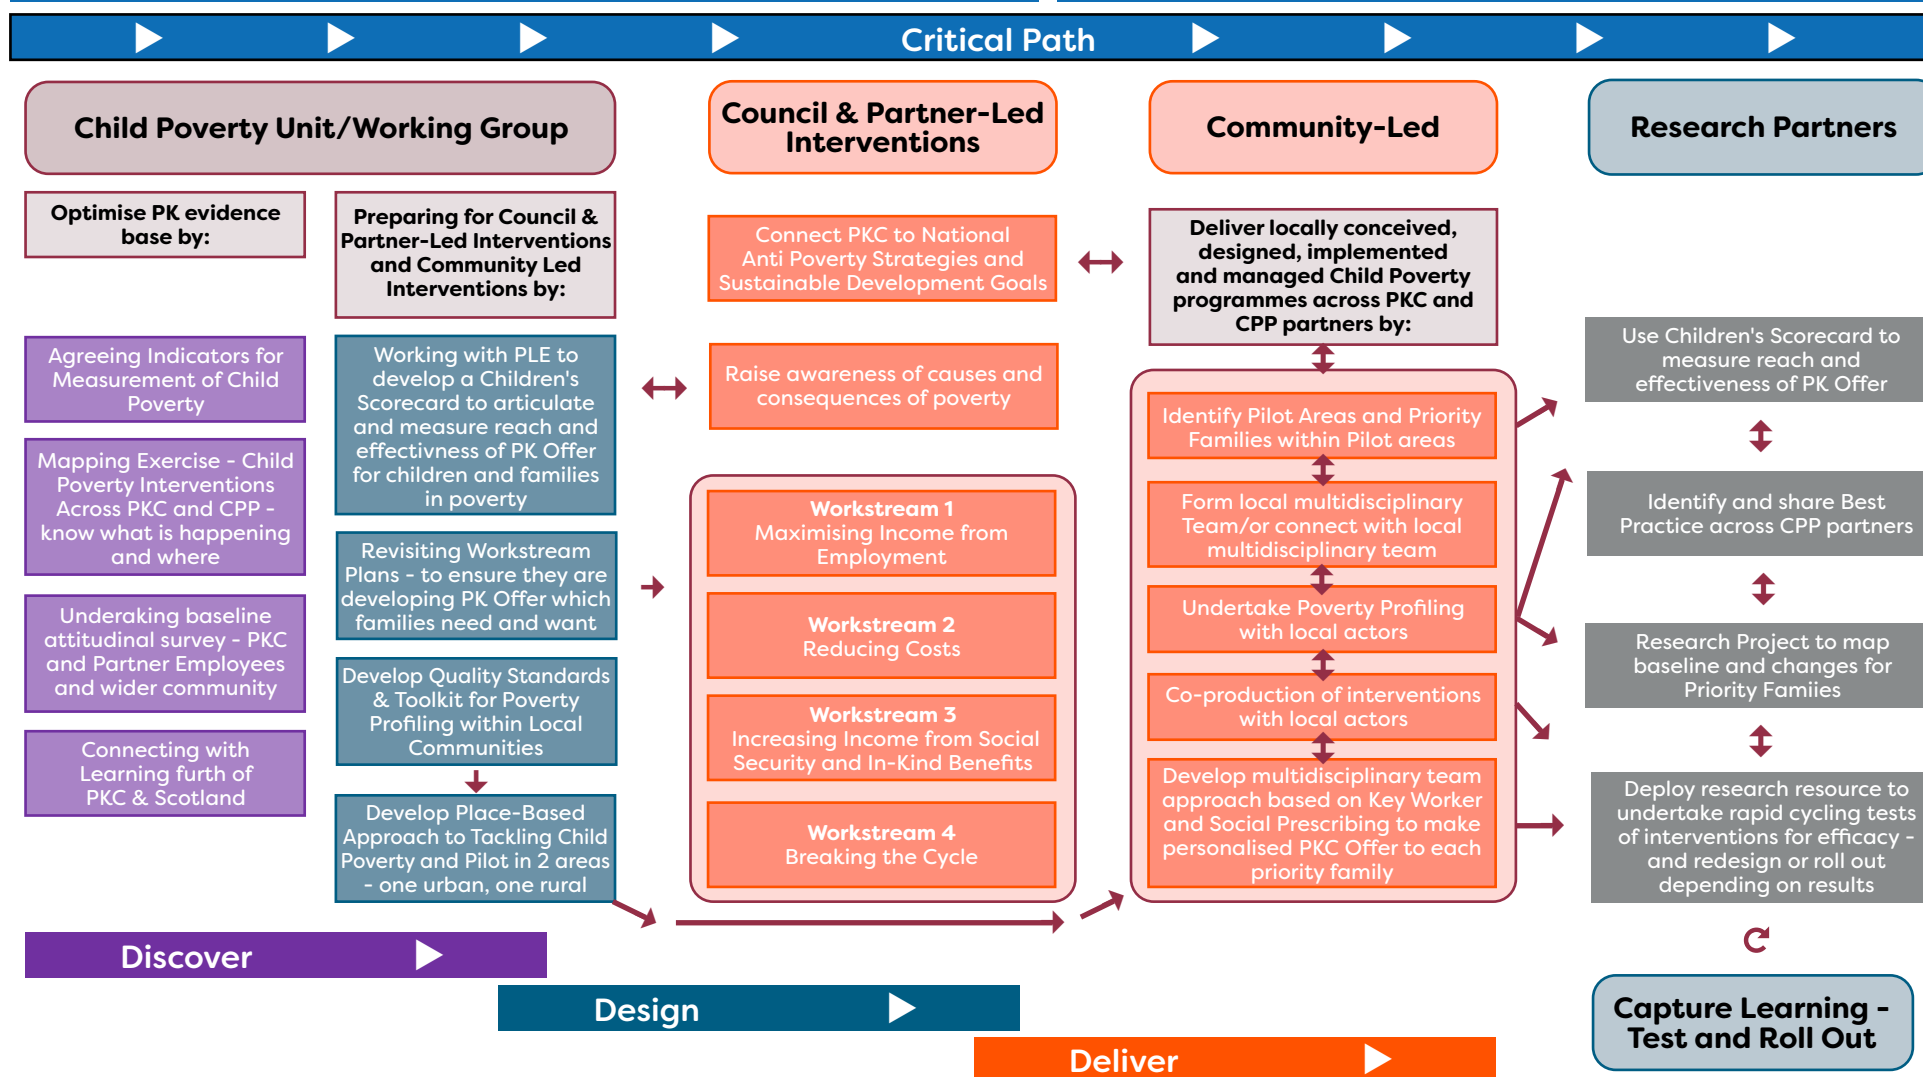 Critical Path
Child Poverty Unit/Working Group
Council & Partner-Led
Interventions
Community-Led
Research Partners
Optimise PK evidence
base by:
Agreeing Indicators for
Measurement of Child
Poverty
Mapping Exercise - Child
Poverty Interventions
Across PKC and CPP -
know what is happening
and where
Underaking baseline
attitudinal survey - PKC
and Partner Employees
and wider community
Connecting with
Learning furth of
PKC & Scotland
Preparing for Council &
Partner-Led Interventions
and Community Led
Interventions by:
Working with PLE to
develop a Children's
Scorecard to articulate
and measure reach and
effectivness of PK Offer
for children and families
in poverty
Revisiting Workstream
Plans - to ensure they are
developing PK Offer which
families need and want
Develop Quality Standards
& Toolkit for Poverty
Profiling within Local
Communities
Develop Place-Based
Approach to Tackling Child
Poverty and Pilot in 2 areas
- one urban, one rural
Connect PKC to National
Anti Poverty Strategies and
Sustainable Development Goals
Raise awareness of causes and
consequences of poverty
Workstream 1
Maximising Income from
Employment
Workstream 2
Reducing Costs
Workstream 3
Increasing Income from Social
Security and In-Kind Benefits
Workstream 4
Breaking the Cycle
Deliver locally conceived,
designed, implemented
and managed Child Poverty
programmes across PKC and
CPP partners by:
Identify Pilot Areas and Priority
Families within Pilot areas
Form local multidisciplinary
Team/or connect with local
multidisciplinary team
Undertake Poverty Profiling
with local actors
Co-production of interventions
with local actors
Develop multidisciplinary team
approach based on Key Worker
and Social Prescribing to make
personalised PKC Offer to each
priority family
Use Children's Scorecard to
measure reach and
effectiveness of PK Offer
Identify and share Best
Practice across CPP partners
Research Project to map
baseline and changes for
Priority Famiies
Deploy research resource to
undertake rapid cycling tests
of interventions for efficacy -
and redesign or roll out
depending on results
Discover
Design
Deliver
Capture Learning -
Test and Roll Out